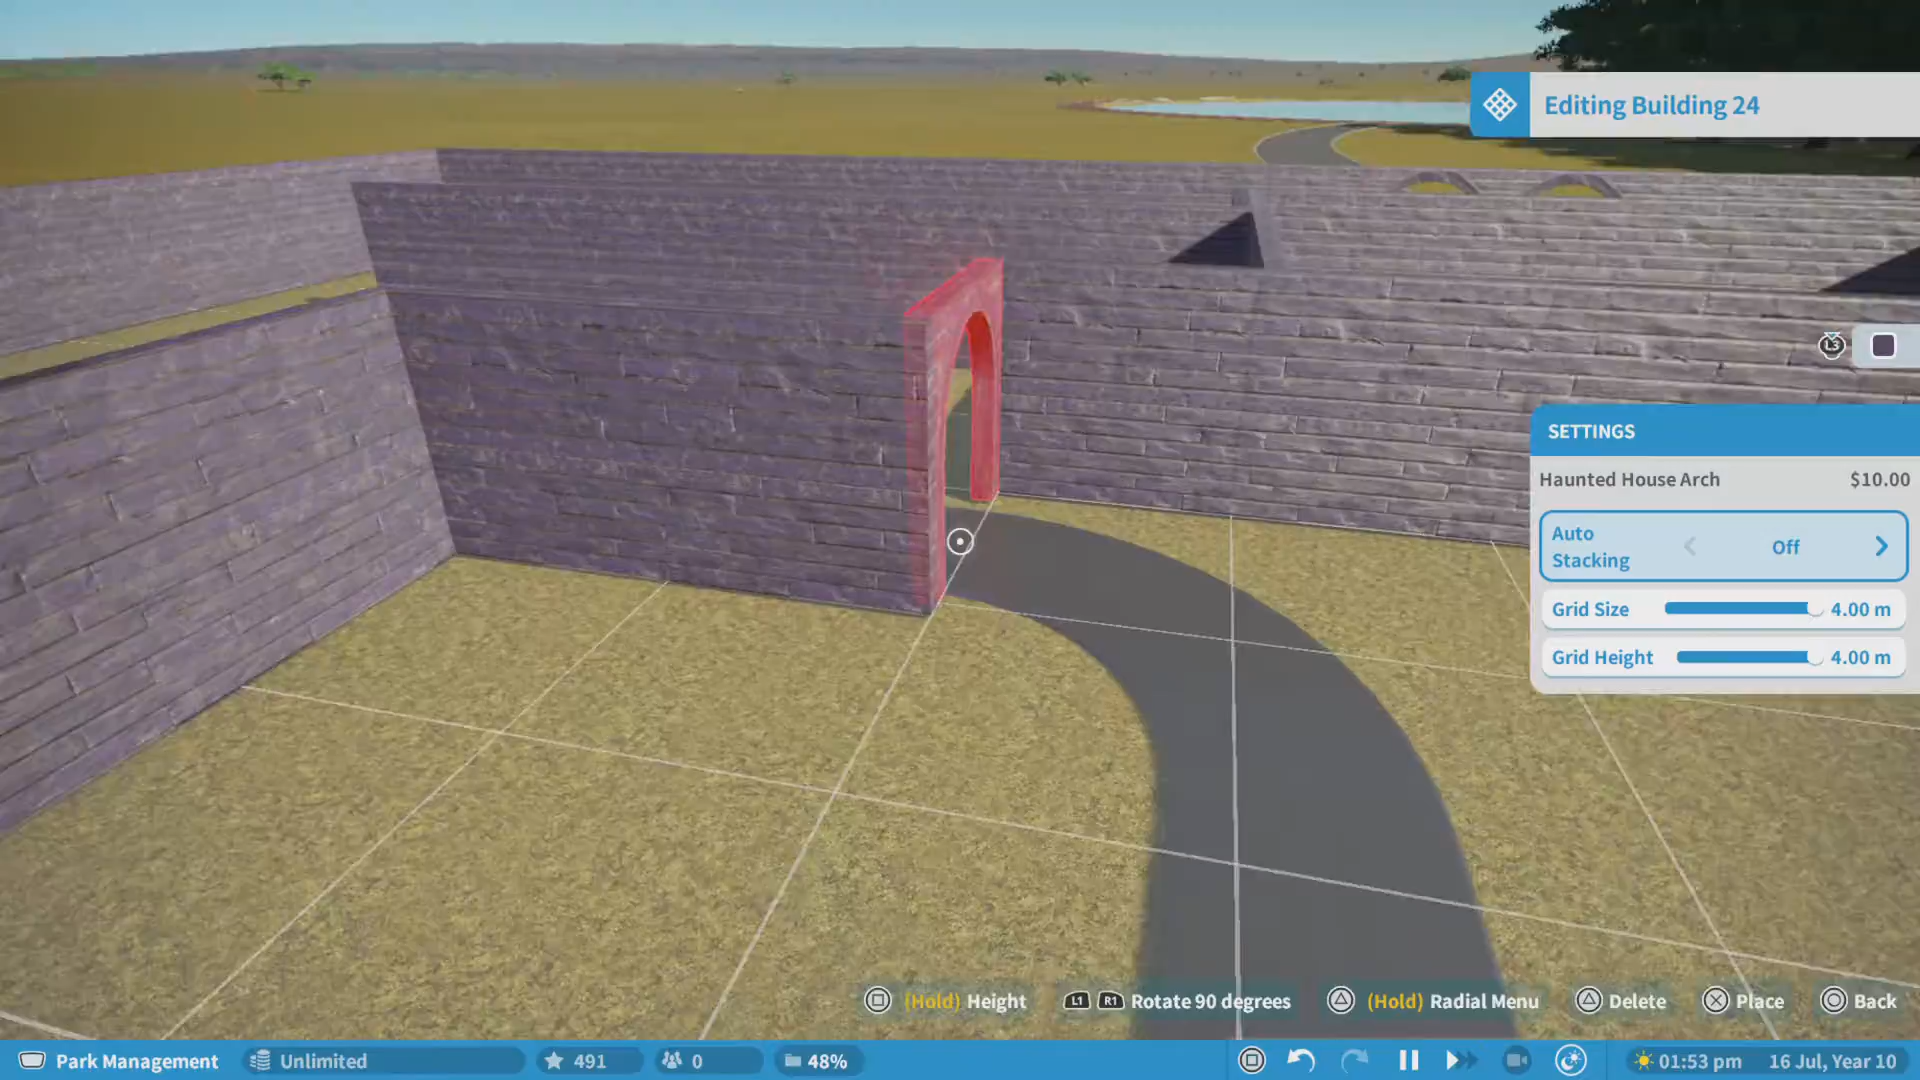 Editing Building 24
L3
SETTINGS
Haunted House Arch $10.00
Auto Stacking Off
Grid Size 4.00 m
Grid Height 4.00 m
(Hold) Height L1 R1 Rotate 90 degrees (Hold) Radial Menu Delete Place Back
Park Management Unlimited 491 0 48% 01:53 pm 16 Jul, Year 10